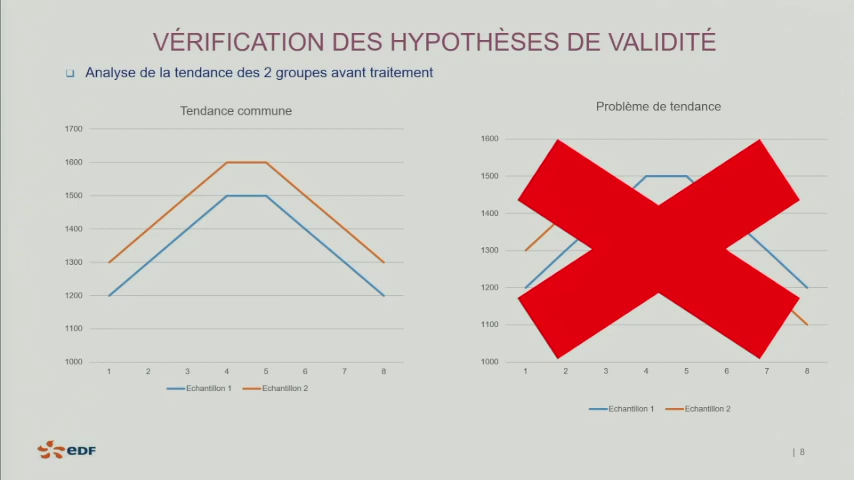 VÉRIFICATION DES HYPOTHÈSES DE VALIDITÉ
Analyse de la tendance des 2 groupes avant traitement
Tendance commune
1700
1600
1500
1400
1300
1200
1100
1000
1 2 3 4 5 6 7 8
Echantillon 1 Echantillon 2
Problème de tendance
1600
1500
1400
1300
1200
1100
1000
1 2 3 4 5 6 7 8
Echantillon 1 Echantillon 2
eDF
| 8